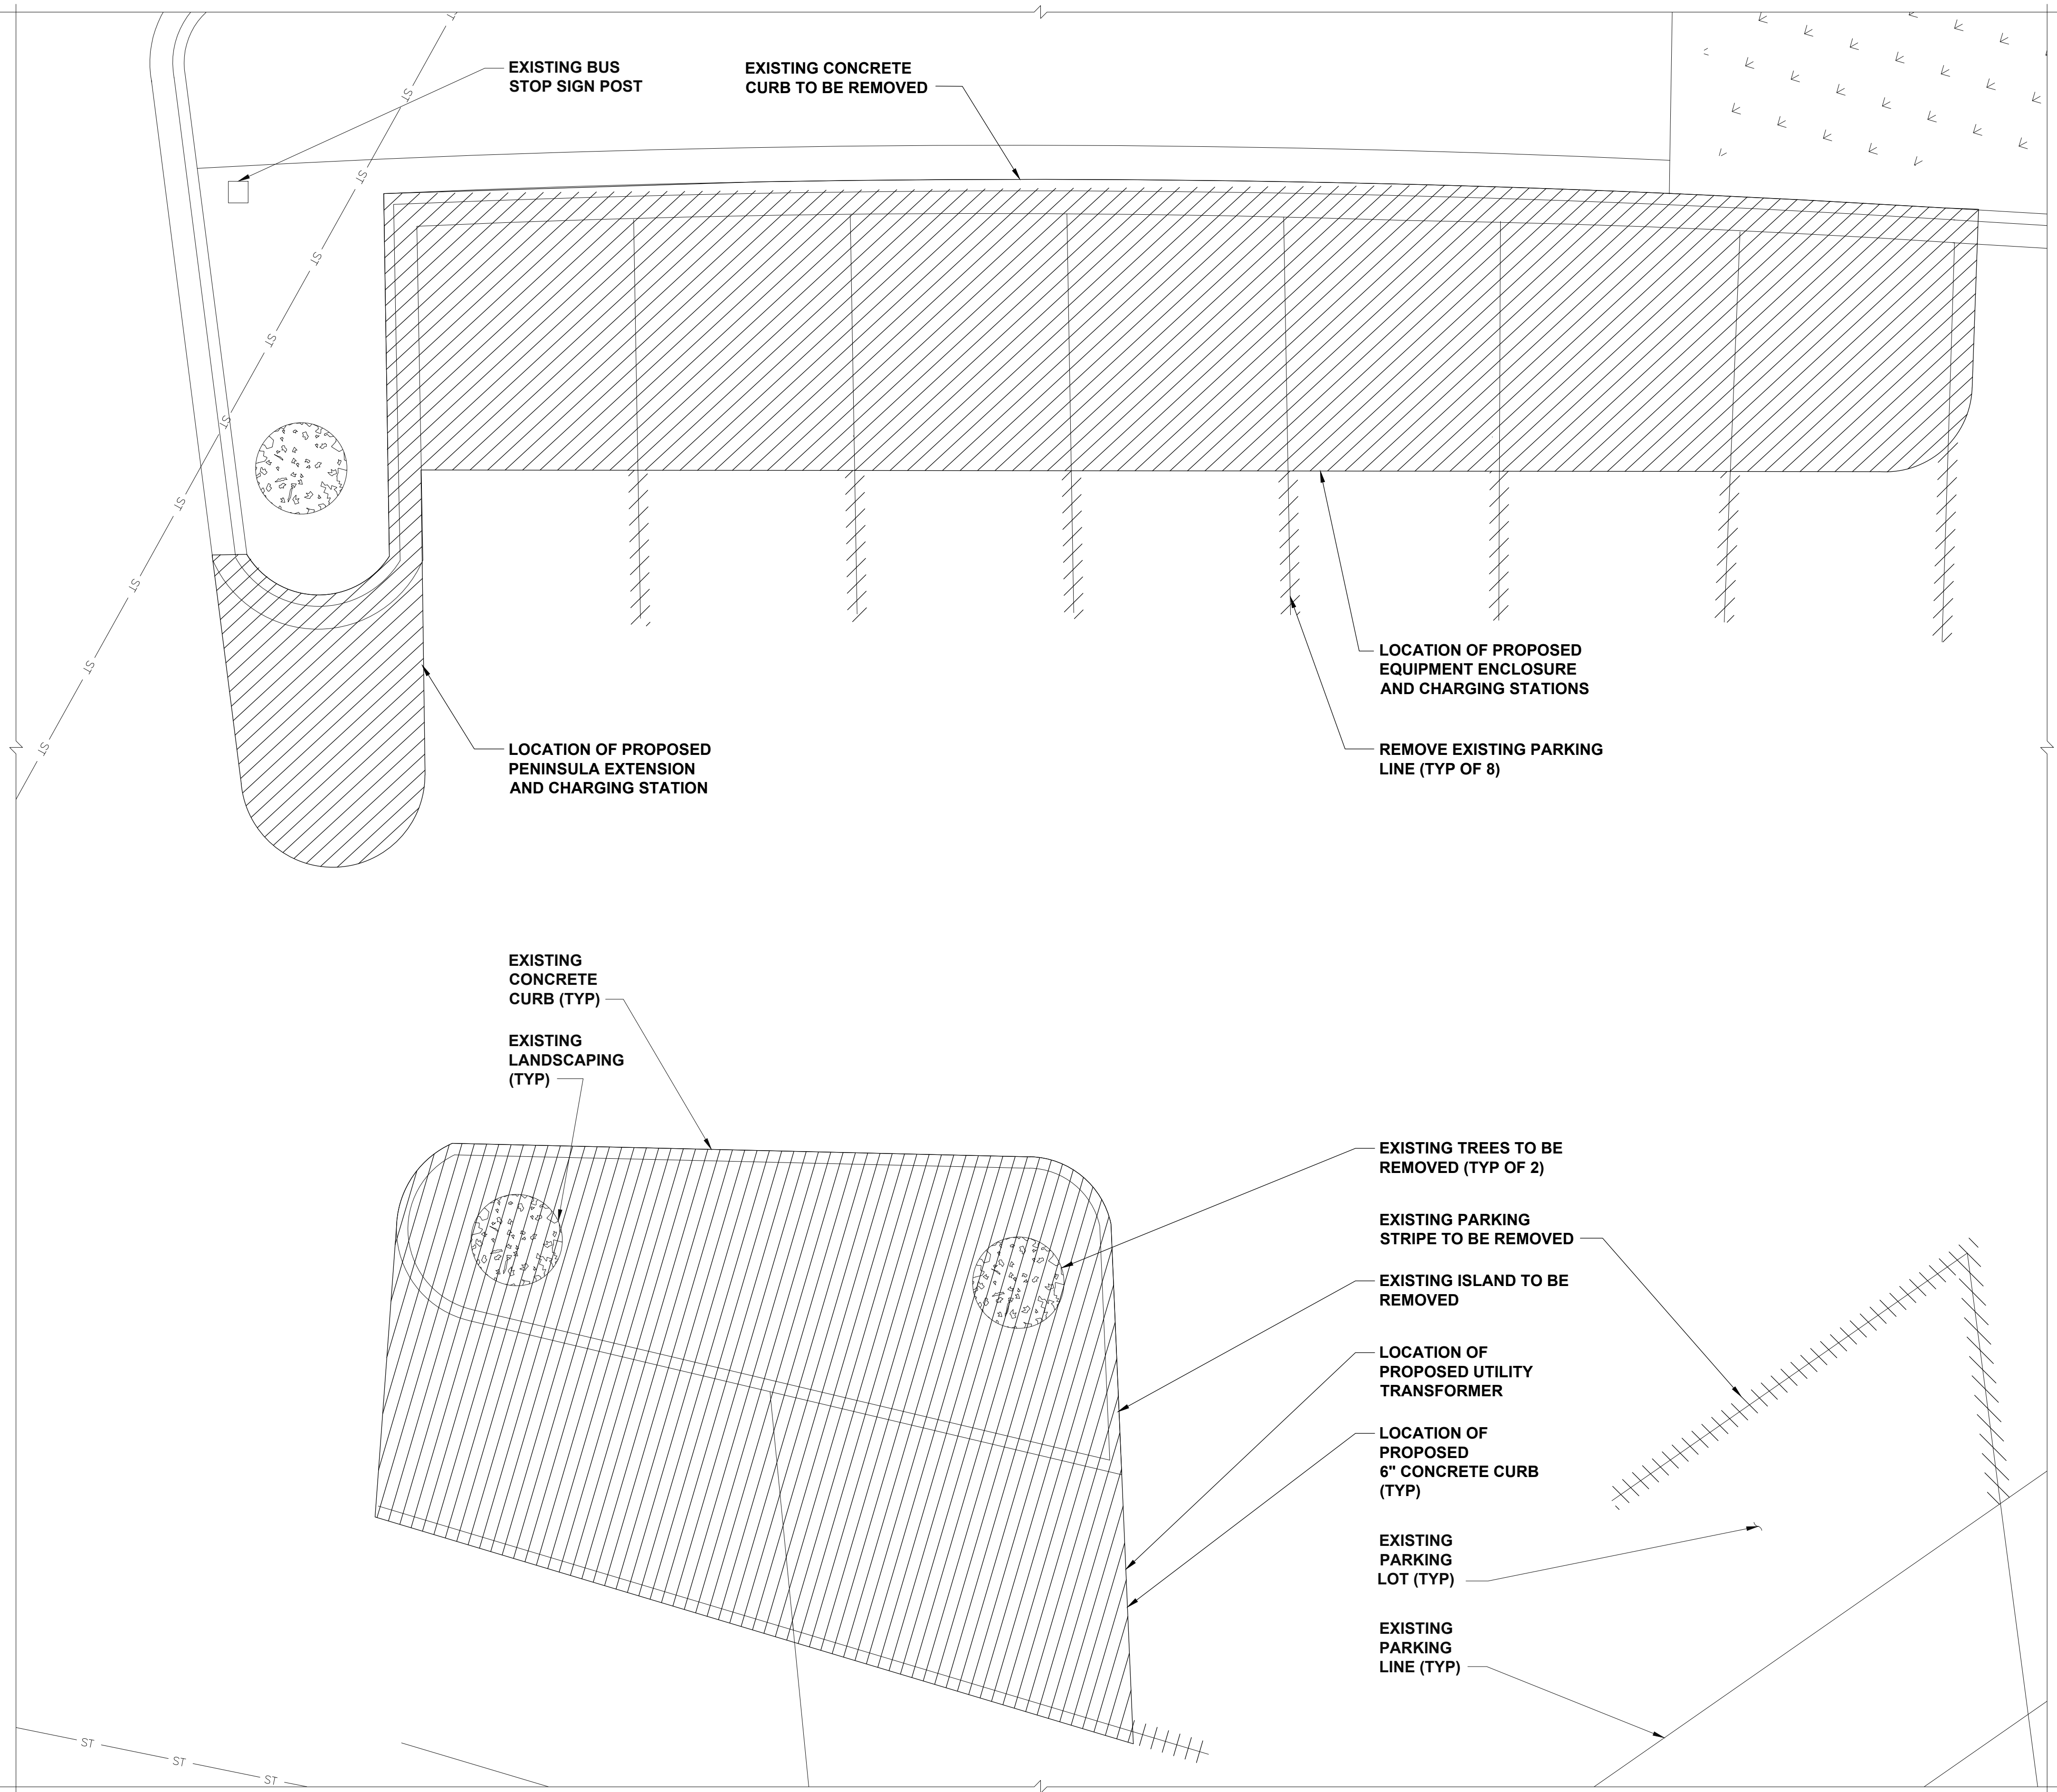 EXISTING BUS
STOP SIGN POST
EXISTING CONCRETE
CURB TO BE REMOVED
ST
ST
ST
ST
ST
ST
ST
ST
ST
ST
LOCATION OF PROPOSED
EQUIPMENT ENCLOSURE
AND CHARGING STATIONS
LOCATION OF PROPOSED
PENINSULA EXTENSION
AND CHARGING STATION
REMOVE EXISTING PARKING
LINE (TYP OF 8)
EXISTING
CONCRETE
CURB (TYP)
EXISTING
LANDSCAPING
(TYP)
EXISTING TREES TO BE
REMOVED (TYP OF 2)
EXISTING PARKING
STRIPE TO BE REMOVED
EXISTING ISLAND TO BE
REMOVED
LOCATION OF
PROPOSED UTILITY
TRANSFORMER
LOCATION OF
PROPOSED
6" CONCRETE CURB
(TYP)
EXISTING
PARKING
LOT (TYP)
EXISTING
PARKING
LINE (TYP)
ST
ST
ST